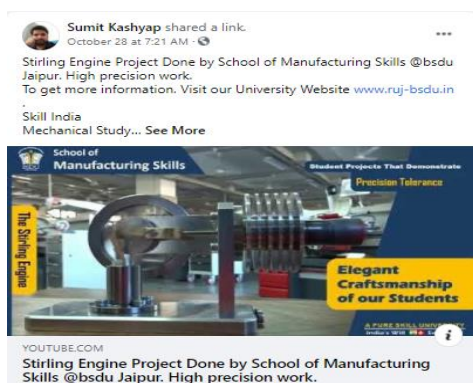 Sumit Kashyap shared a link.
October 28 at 7:21 AM ·
Stirling Engine Project Done by School of Manufacturing Skills @bsdu
Jaipur. High precision work.
To get more information. Visit our University Website www.ruj-bsdu.in
.
Skill India
Mechanical Study... See More
School of
Manufacturing Skills
Student Projects That Demonstrate
Precision Tolerance
The Stirling Engine
Elegant
Craftsmanship
of our Students
A PURE SKILL UNIVERSITY
India's Will
YOUTUBE.COM
Stirling Engine Project Done by School of Manufacturing
Skills @bsdu Jaipur. High precision work.